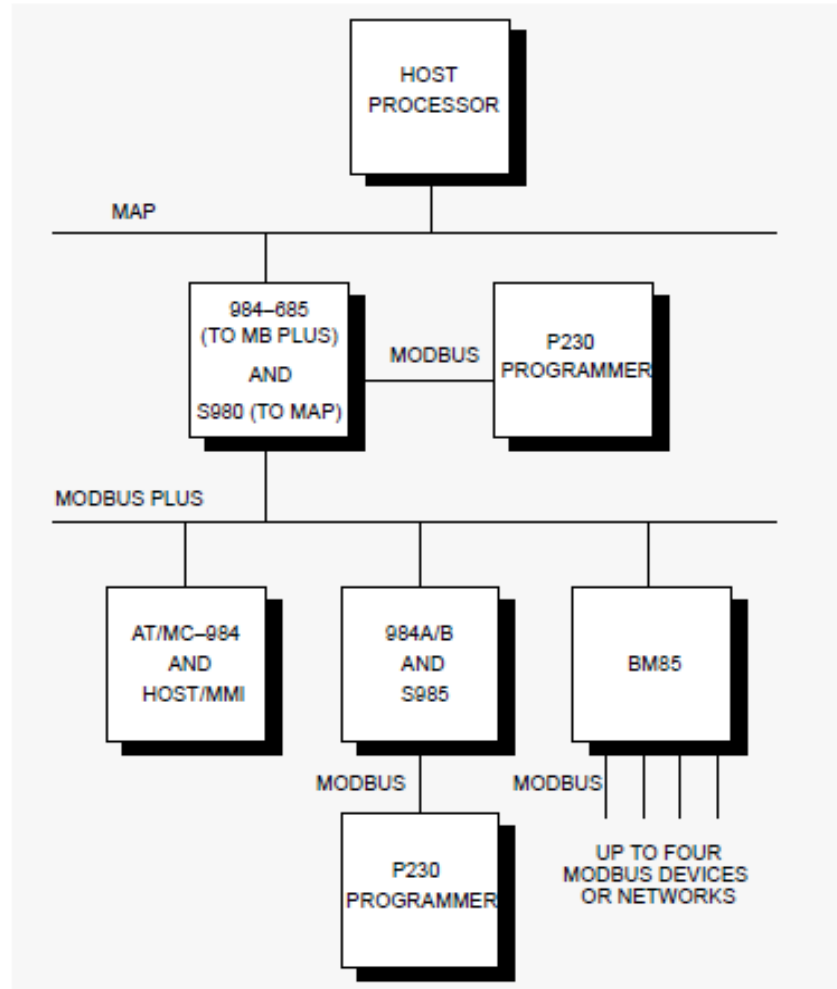 HOST
PROCESSOR
MAP
984–685
(TO MB PLUS)
AND
S980 (TO MAP)
MODBUS
P230
PROGRAMMER
MODBUS PLUS
AT/MC–984
AND
HOST/MMI
984A/B
AND
S985
BM85
MODBUS
MODBUS
P230
PROGRAMMER
UP TO FOUR
MODBUS DEVICES
OR NETWORKS